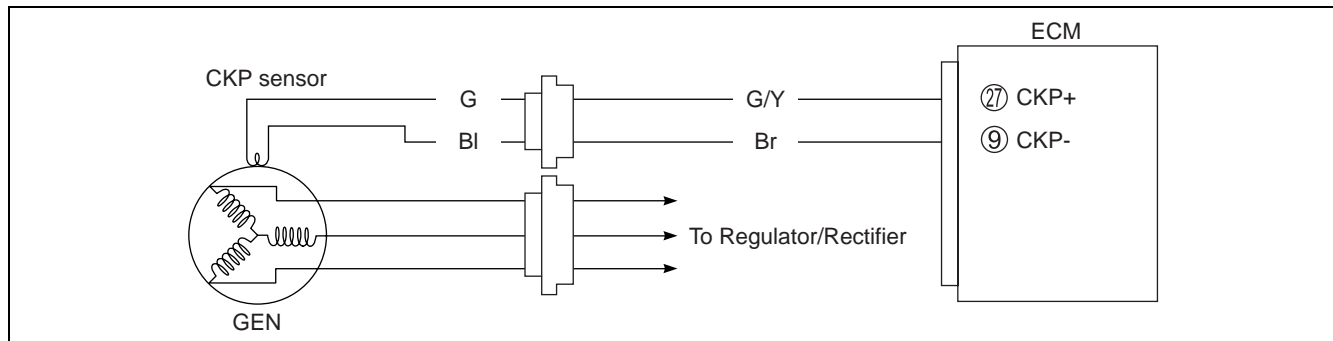 ECM
CKP sensor
G
G/Y
㉗ CKP+
Bl
Br
⑨ CKP-
To Regulator/Rectifier
GEN